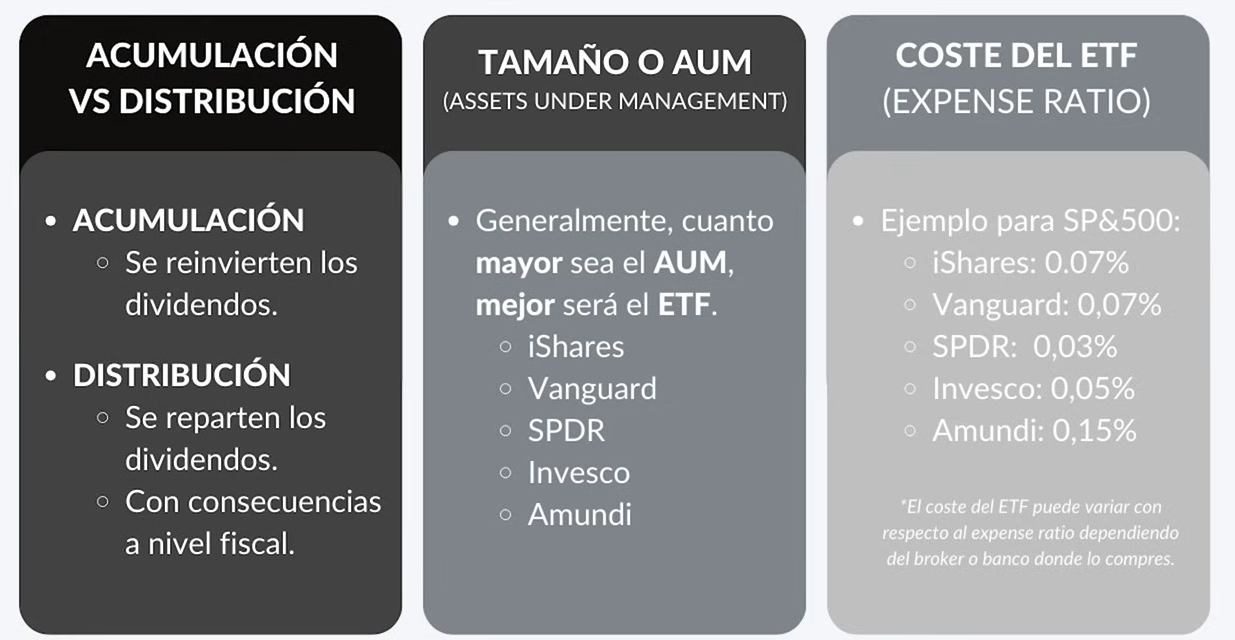 ACUMULACIÓN
VS DISTRIBUCIÓN
• ACUMULACIÓN
○ Se reinvierten los
dividendos.
• DISTRIBUCIÓN
○ Se reparten los
dividendos.
○ Con consecuencias
a nivel fiscal.
TAMAÑO O AUM
(ASSETS UNDER MANAGEMENT)
• Generalmente, cuanto
mayor sea el AUM,
mejor será el ETF.
○ iShares
○ Vanguard
○ SPDR
○ Invesco
○ Amundi
COSTE DEL ETF
(EXPENSE RATIO)
• Ejemplo para SP&500:
○ iShares: 0.07%
○ Vanguard: 0,07%
○ SPDR: 0,03%
○ Invesco: 0,05%
○ Amundi: 0,15%
*El coste del ETF puede variar con
respecto al expense ratio dependiendo
del broker o banco donde lo compres.